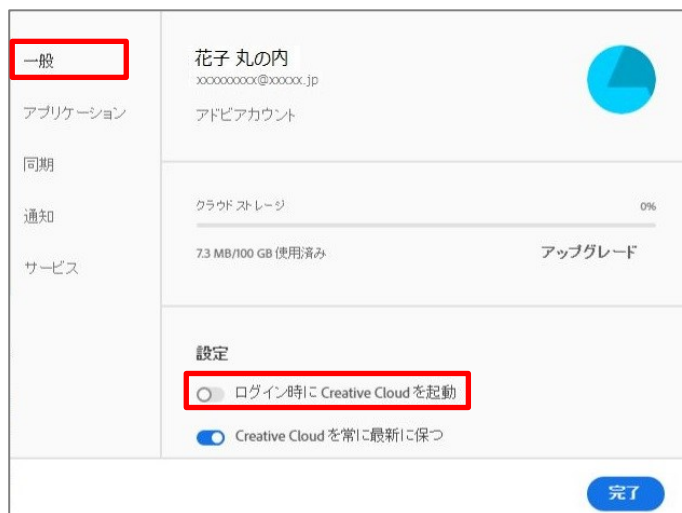 一般
アプリケーション
同期
通知
サービス
花子 丸の内
xxxxxxxxx@xxxxx.jp
アドビアカウント
クラウド ストレージ
0%
7.3 MB/100 GB 使用済み
アップグレード
設定
ログイン時に Creative Cloud を起動
Creative Cloud を常に最新に保つ
完了